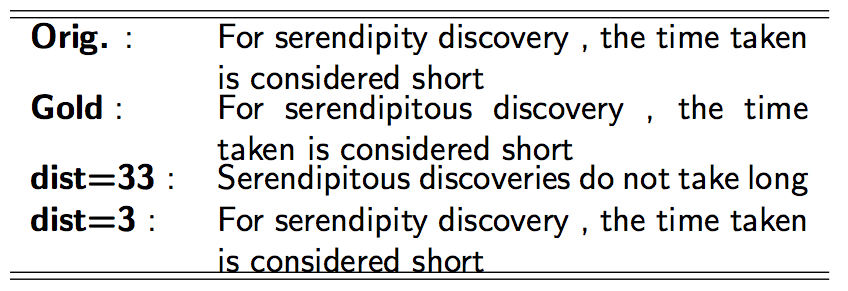 Orig. : For serendipity discovery , the time taken
is considered short
Gold : For serendipitous discovery , the time
taken is considered short
dist=33 : Serendipitous discoveries do not take long
dist=3 : For serendipity discovery , the time taken
is considered short